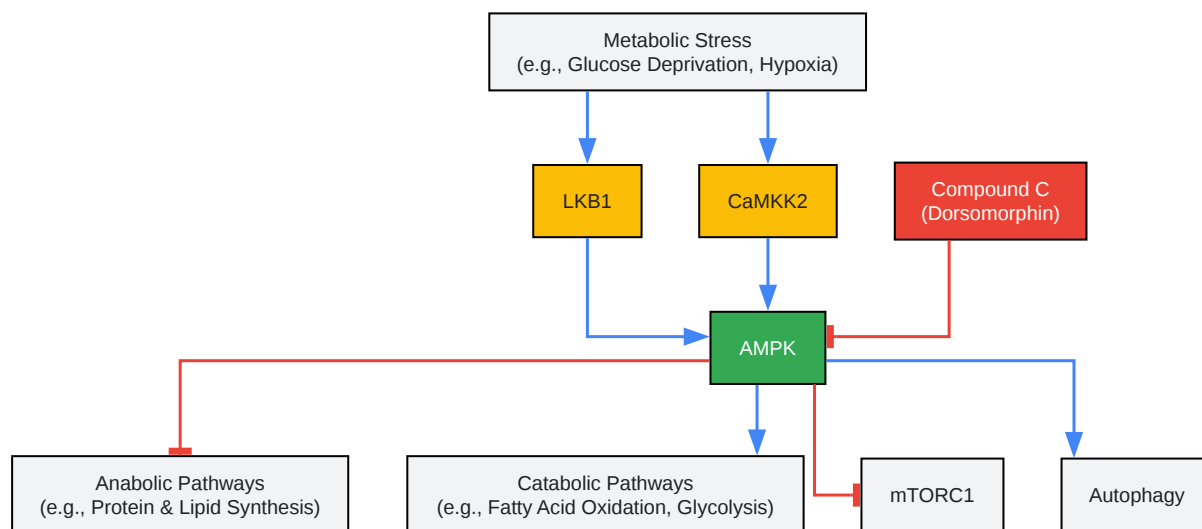 Metabolic Stress
(e.g., Glucose Deprivation, Hypoxia)
LKB1
CaMKK2
Compound C
(Dorsomorphin)
AMPK
Anabolic Pathways
(e.g., Protein & Lipid Synthesis)
Catabolic Pathways
(e.g., Fatty Acid Oxidation, Glycolysis)
mTORC1
Autophagy